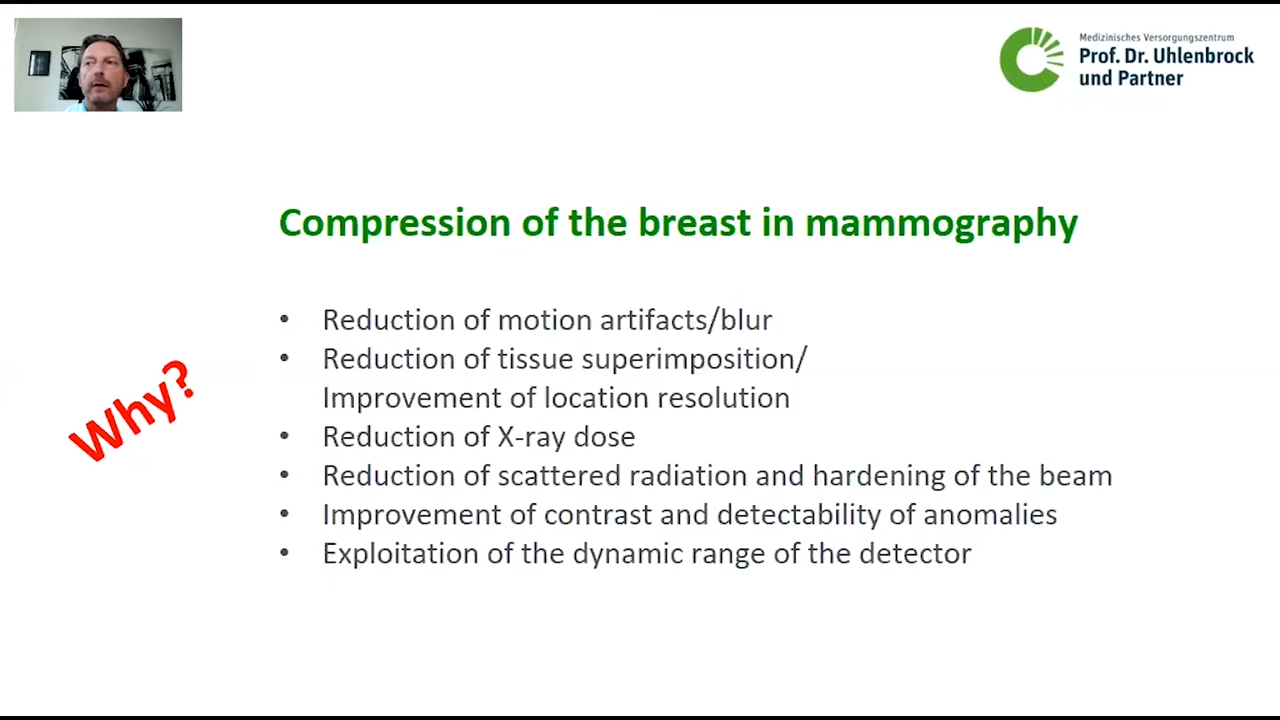 Medizinisches Versorgungszentrum
Prof. Dr. Uhlenbrock
und Partner
Compression of the breast in mammography
Why?
• Reduction of motion artifacts/blur
• Reduction of tissue superimposition/
Improvement of location resolution
• Reduction of X-ray dose
• Reduction of scattered radiation and hardening of the beam
• Improvement of contrast and detectability of anomalies
• Exploitation of the dynamic range of the detector